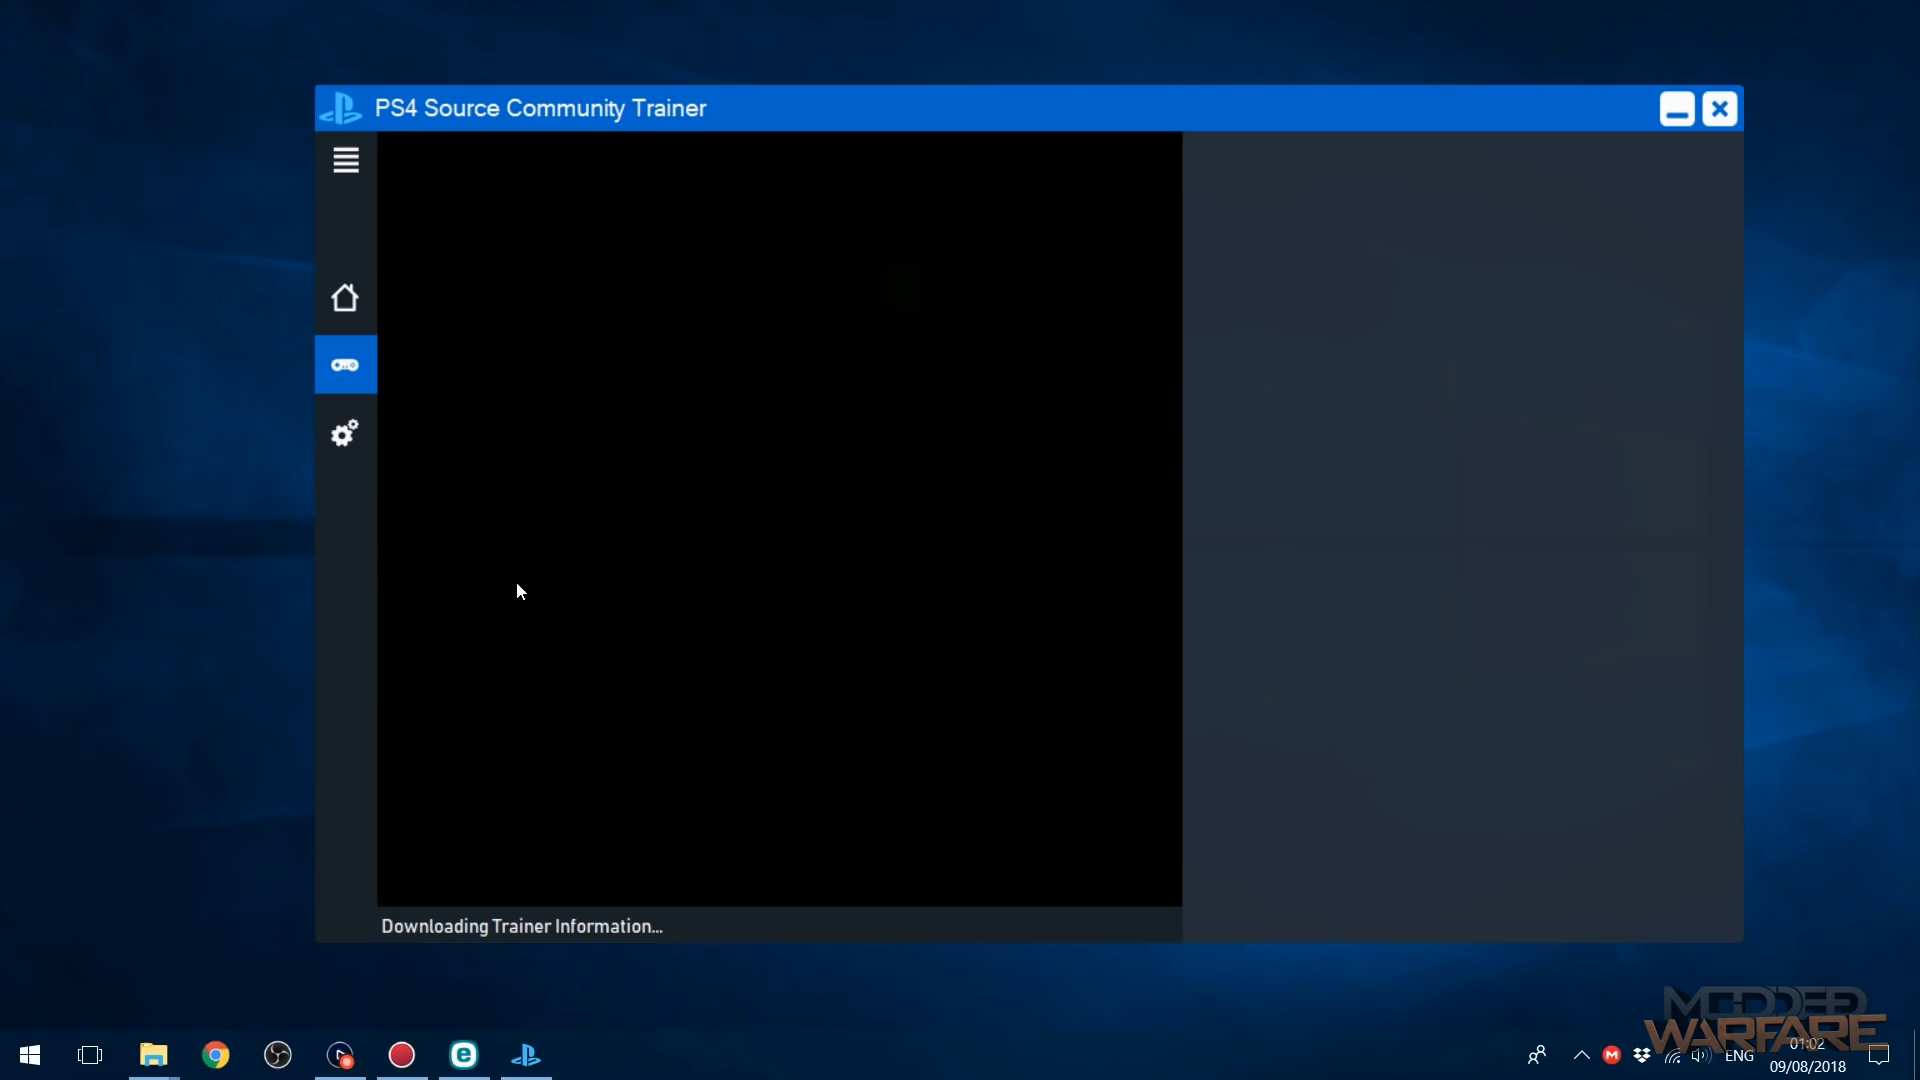 PS4 Source Community Trainer
Downloading Trainer Information...
MODDED
WARFARE
ENG
01:02
09/08/2018